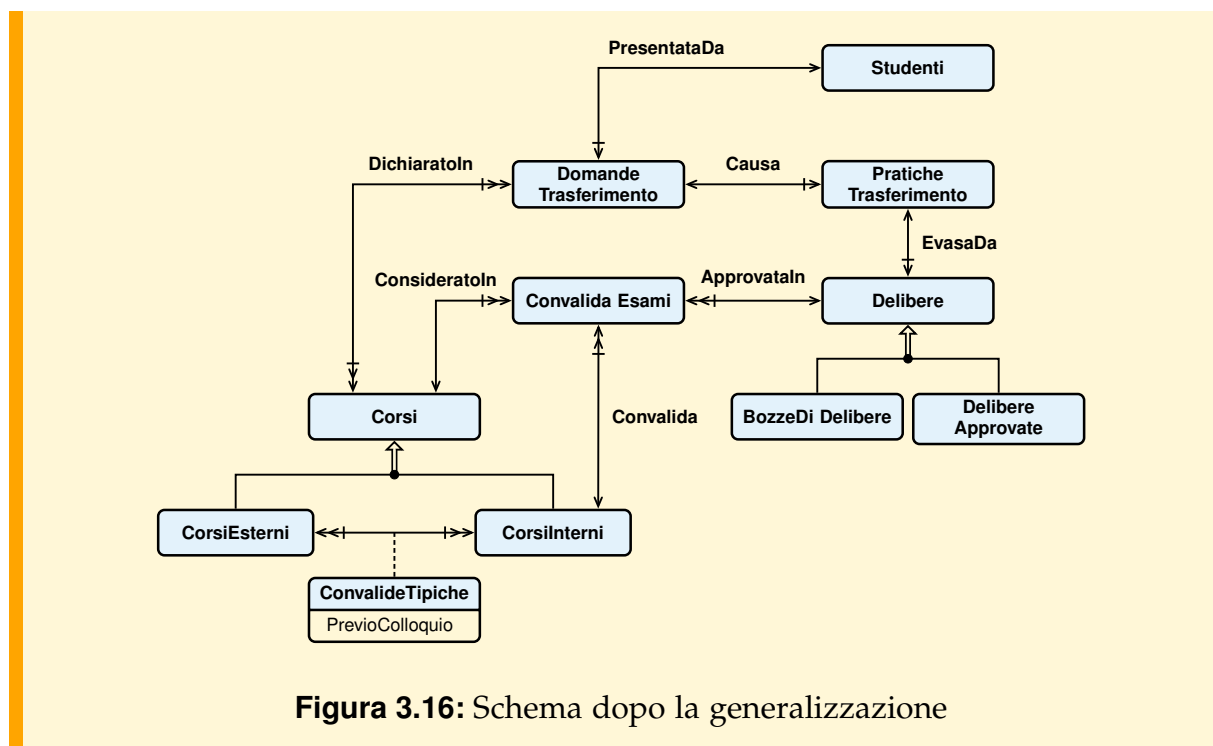 PresentataDa
Studenti
DichiaratoIn
Domande
Trasferimento
Causa
Pratiche
Trasferimento
EvasaDa
ConsideratoIn
Convalida Esami
ApprovataIn
Delibere
Corsi
Convalida
BozzeDi Delibere
Delibere
Approvate
CorsiEsterni
CorsiInterni
ConvalideTipiche
PrevioColloquio
Figura 3.16: Schema dopo la generalizzazione